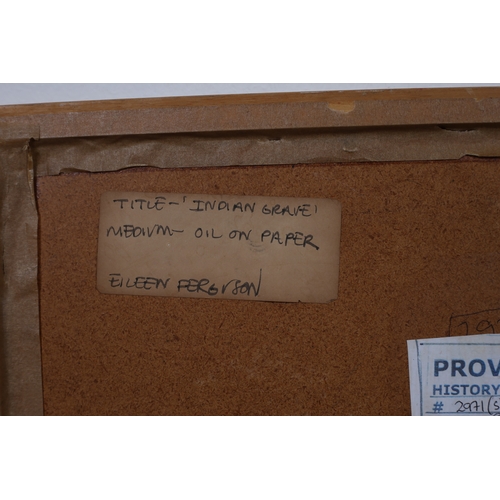 TITLE - 'INDIAN GRAVE'
MEDIUM - OIL ON PAPER
EILEEN FERGUSON
PROV
HISTORY
# 2971(S